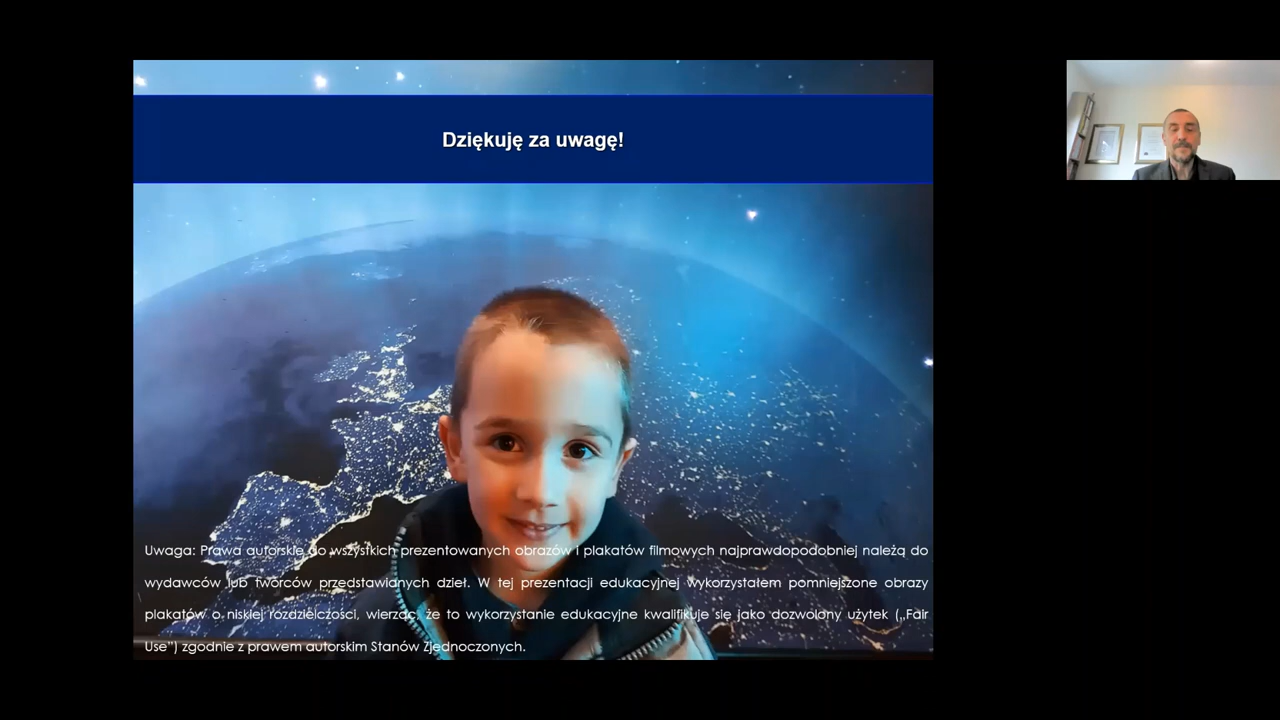 Dziękuję za uwagę!
Uwaga: Prawa autorskie do wszystkich prezentowanych obrazów i plakatów filmowych najprawdopodobniej należą do
wydawców lub twórców przedstawianych dzieł. W tej prezentacji edukacyjnej wykorzystałem pomniejszone obrazy
plakatów o niskiej rozdzielczości, wierząc, że to wykorzystanie edukacyjne kwalifikuje się jako dozwolony użytek („Fair
Use”) zgodnie z prawem autorskim Stanów Zjednoczonych.